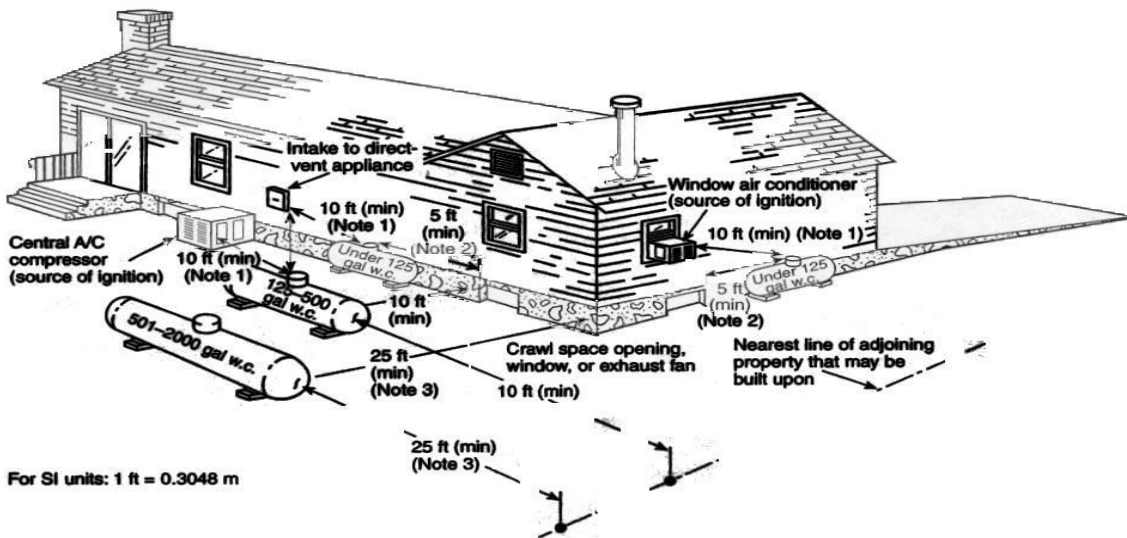 Intake to direct-
vent appliance
Window air conditioner
(source of ignition)
10 ft (min)
(Note 1)
5 ft
(min)
(Note 2)
10 ft (min) (Note 1)
Central A/C
compressor
(source of ignition)
10 ft (min)
(Note 1)
Under 125
gal w.c.
Under 125
gal w.c.
125–500
gal w.c.
10 ft
(min)
5 ft
(min)
(Note 2)
501–2000 gal w.c.
25 ft
(min)
(Note 3)
Crawl space opening,
window, or exhaust fan
10 ft (min)
Nearest line of adjoining
property that may be
built upon
25 ft (min)
(Note 3)
For SI units: 1 ft = 0.3048 m